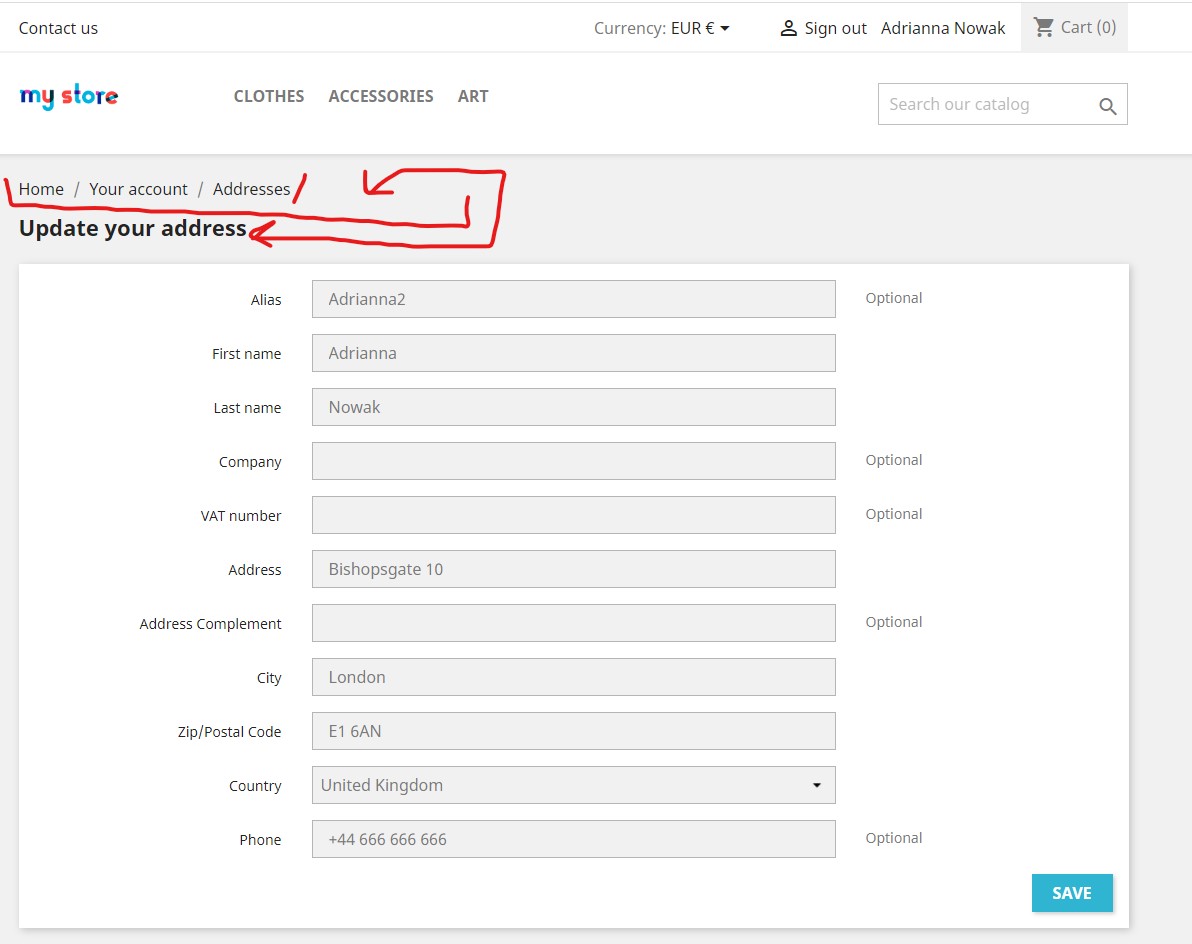 Contact us Currency: EUR € Sign out Adrianna Nowak Cart (0)
my store CLOTHES ACCESSORIES ART Search our catalog
Home / Your account / Addresses /
Update your address
Alias Adrianna2 Optional
First name Adrianna
Last name Nowak
Company Optional
VAT number Optional
Address Bishopsgate 10
Address Complement Optional
City London
Zip/Postal Code E1 6AN
Country United Kingdom
Phone +44 666 666 666 Optional
SAVE